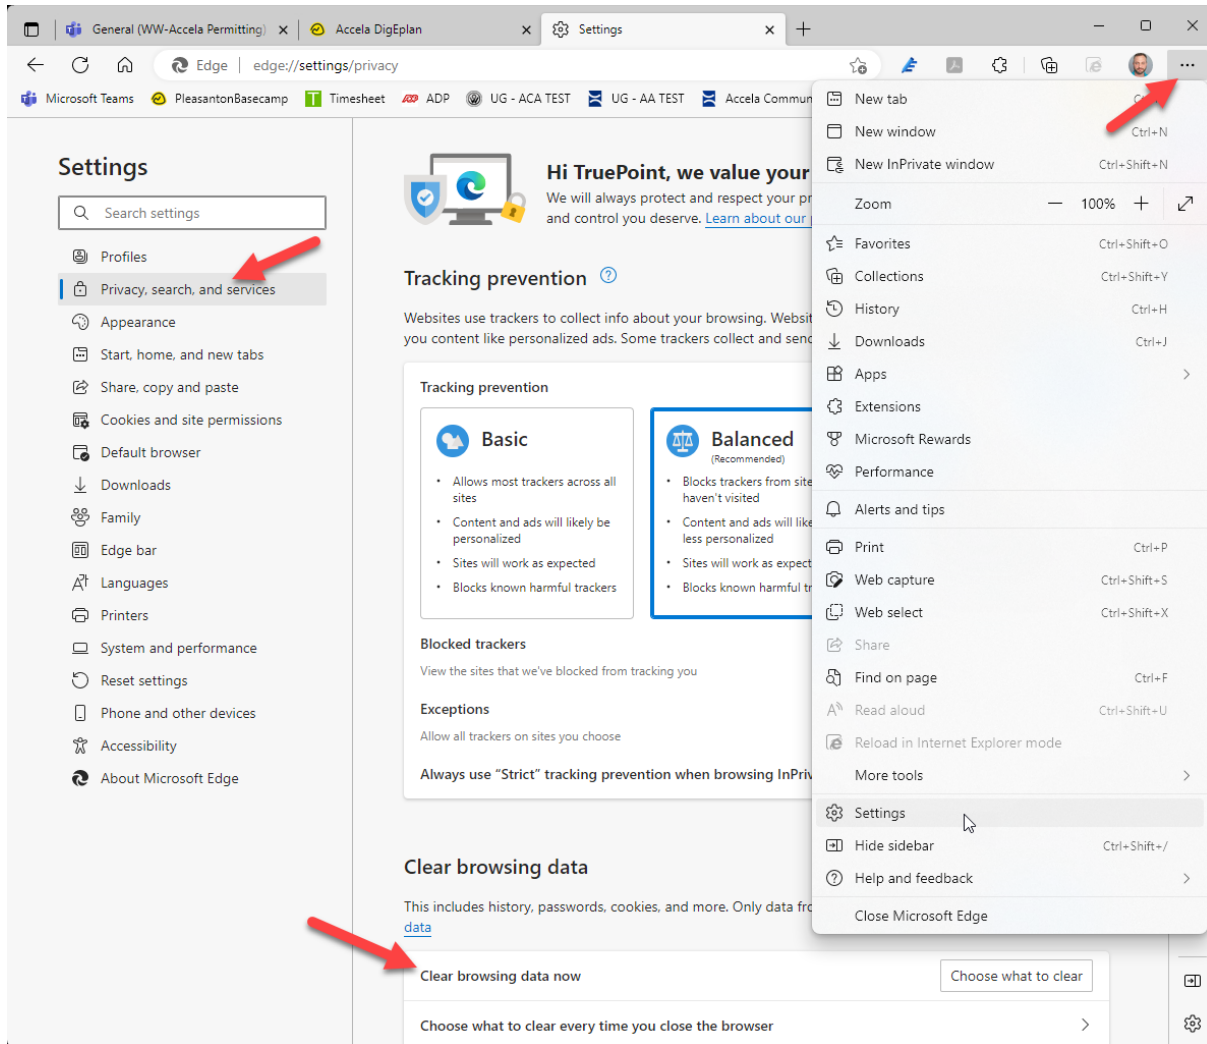 General (WW-Accela Permitting)
Accela DigEplan
Settings
Edge
edge://settings/privacy
Microsoft Teams
PleasantonBasecamp
Timesheet
ADP
UG - ACA TEST
UG - AA TEST
Accela Commun
Settings
Search settings
Profiles
Privacy, search, and services
Appearance
Start, home, and new tabs
Share, copy and paste
Cookies and site permissions
Default browser
Downloads
Family
Edge bar
Languages
Printers
System and performance
Reset settings
Phone and other devices
Accessibility
About Microsoft Edge
Hi TruePoint, we value your
We will always protect and respect your pr
and control you deserve. Learn about our
Tracking prevention
Websites use trackers to collect info about your browsing. Websit
you content like personalized ads. Some trackers collect and send
Tracking prevention
Basic
Allows most trackers across all
sites
Content and ads will likely be
personalized
Sites will work as expected
Blocks known harmful trackers
Balanced
(Recommended)
Blocks trackers from site
haven't visited
Content and ads will like
less personalized
Sites will work as expect
Blocks known harmful tr
Blocked trackers
View the sites that we've blocked from tracking you
Exceptions
Allow all trackers on sites you choose
Always use “Strict” tracking prevention when browsing InPriv
Clear browsing data
This includes history, passwords, cookies, and more. Only data fro
data
Clear browsing data now
Choose what to clear
Choose what to clear every time you close the browser
New tab
New window Ctrl+N
New InPrivate window Ctrl+Shift+N
Zoom 100%
Favorites Ctrl+Shift+O
Collections Ctrl+Shift+Y
History Ctrl+H
Downloads Ctrl+J
Apps
Extensions
Microsoft Rewards
Performance
Alerts and tips
Print Ctrl+P
Web capture Ctrl+Shift+S
Web select Ctrl+Shift+X
Share
Find on page Ctrl+F
Read aloud Ctrl+Shift+U
Reload in Internet Explorer mode
More tools
Settings
Hide sidebar Ctrl+Shift+/
Help and feedback
Close Microsoft Edge